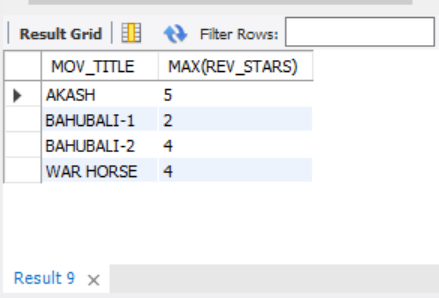 Result Grid Filter Rows:
MOV_TITLE MAX(REV_STARS)
AKASH 5
BAHUBALI-1 2
BAHUBALI-2 4
WAR HORSE 4
Result 9 ×